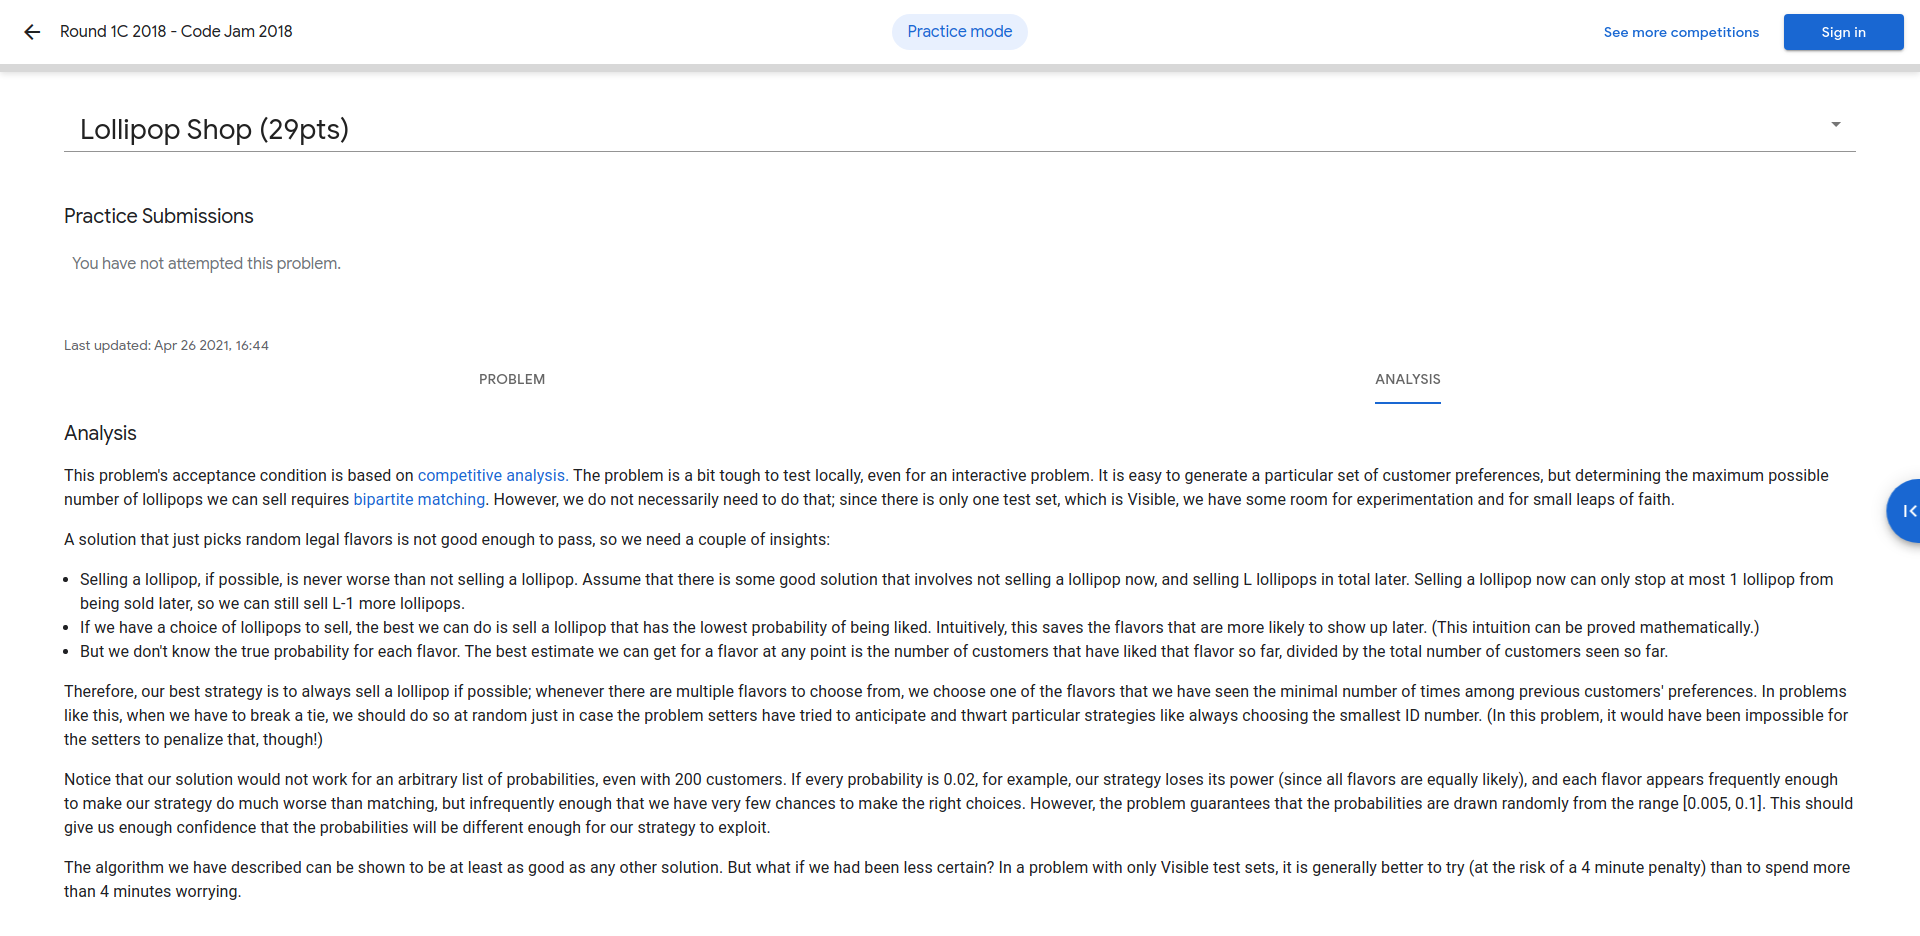 Round 1C 2018 - Code Jam 2018
Practice mode
See more competitions
Sign in
Lollipop Shop (29pts)
Practice Submissions
You have not attempted this problem.
Last updated: Apr 26 2021, 16:44
PROBLEM
ANALYSIS
Analysis
This problem's acceptance condition is based on competitive analysis. The problem is a bit tough to test locally, even for an interactive problem. It is easy to generate a particular set of customer preferences, but determining the maximum possible
number of lollipops we can sell requires bipartite matching. However, we do not necessarily need to do that; since there is only one test set, which is Visible, we have some room for experimentation and for small leaps of faith.
A solution that just picks random legal flavors is not good enough to pass, so we need a couple of insights:
• Selling a lollipop, if possible, is never worse than not selling a lollipop. Assume that there is some good solution that involves not selling a lollipop now, and selling L lollipops in total later. Selling a lollipop now can only stop at most 1 lollipop from
being sold later, so we can still sell L-1 more lollipops.
• If we have a choice of lollipops to sell, the best we can do is sell a lollipop that has the lowest probability of being liked. Intuitively, this saves the flavors that are more likely to show up later. (This intuition can be proved mathematically.)
• But we don't know the true probability for each flavor. The best estimate we can get for a flavor at any point is the number of customers that have liked that flavor so far, divided by the total number of customers seen so far.
Therefore, our best strategy is to always sell a lollipop if possible; whenever there are multiple flavors to choose from, we choose one of the flavors that we have seen the minimal number of times among previous customers' preferences. In problems
like this, when we have to break a tie, we should do so at random just in case the problem setters have tried to anticipate and thwart particular strategies like always choosing the smallest ID number. (In this problem, it would have been impossible for
the setters to penalize that, though!)
Notice that our solution would not work for an arbitrary list of probabilities, even with 200 customers. If every probability is 0.02, for example, our strategy loses its power (since all flavors are equally likely), and each flavor appears frequently enough
to make our strategy do much worse than matching, but infrequently enough that we have very few chances to make the right choices. However, the problem guarantees that the probabilities are drawn randomly from the range [0.005, 0.1]. This should
give us enough confidence that the probabilities will be different enough for our strategy to exploit.
The algorithm we have described can be shown to be at least as good as any other solution. But what if we had been less certain? In a problem with only Visible test sets, it is generally better to try (at the risk of a 4 minute penalty) than to spend more
than 4 minutes worrying.